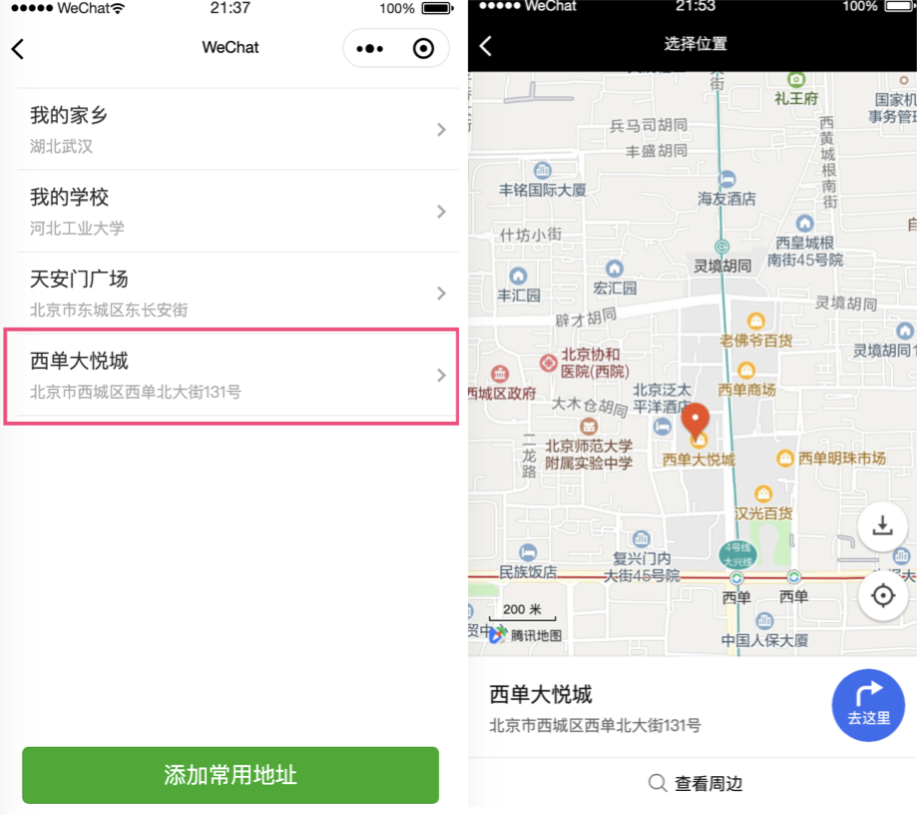 WeChat
21:37
100%
WeChat
我的家乡
湖北武汉
我的学校
河北工业大学
天安门广场
北京市东城区东长安街
西单大悦城
北京市西城区西单北大街131号
添加常用地址
WeChat
21:53
100%
选择位置
礼王府
国家机
事务管理
兵马司胡同
丰盛胡同
西黄城根南街
丰铭国际大厦
海友酒店
什坊小街
西皇城根
南街45号院
灵境胡同
丰汇园
宏汇园
灵境胡同
辟才胡同
老佛爷百货
灵境胡同1
北京协和
医院(西院)
西城区政府
北京泛太
平洋酒店
西单商场
大木仓胡同
二龙路
北京师范大学
附属实验中学
西单大悦城
西单明珠市场
汉光百货
4号线
大兴线
复兴门内
大街45号院
民族饭店
西单
西单
200 米
贸中
腾讯地图
中国人保大厦
西单大悦城
北京市西城区西单北大街131号
去这里
查看周边